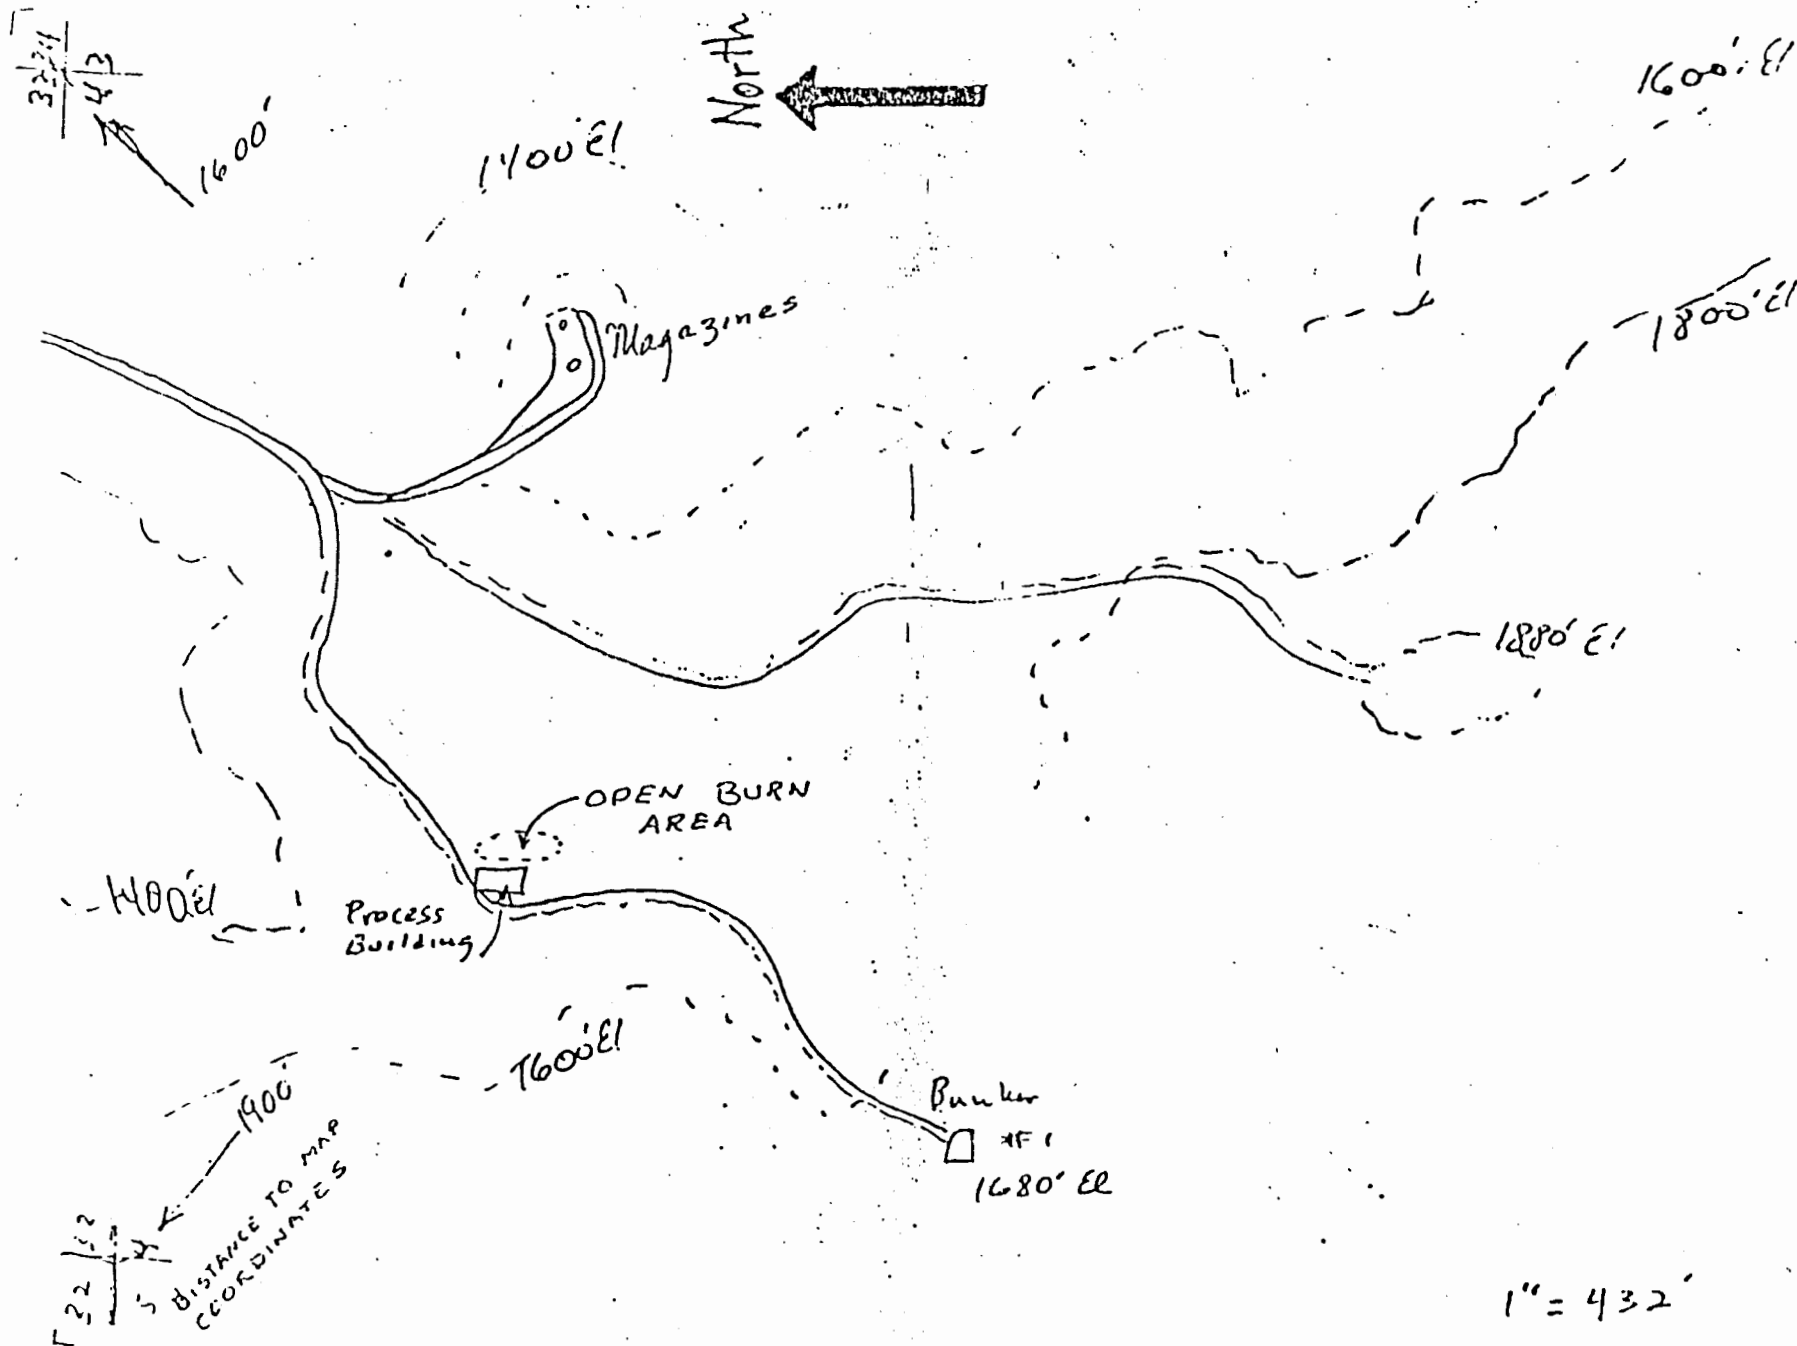 North
1600' El
1600'
1400' El
Magazines
1800' El
1880' El
OPEN BURN
AREA
1400' El
Process
Building
1600' El
1900'
DISTANCE TO MAP
COORDINATES
Bunker
#F1
1680' El
1" = 432'